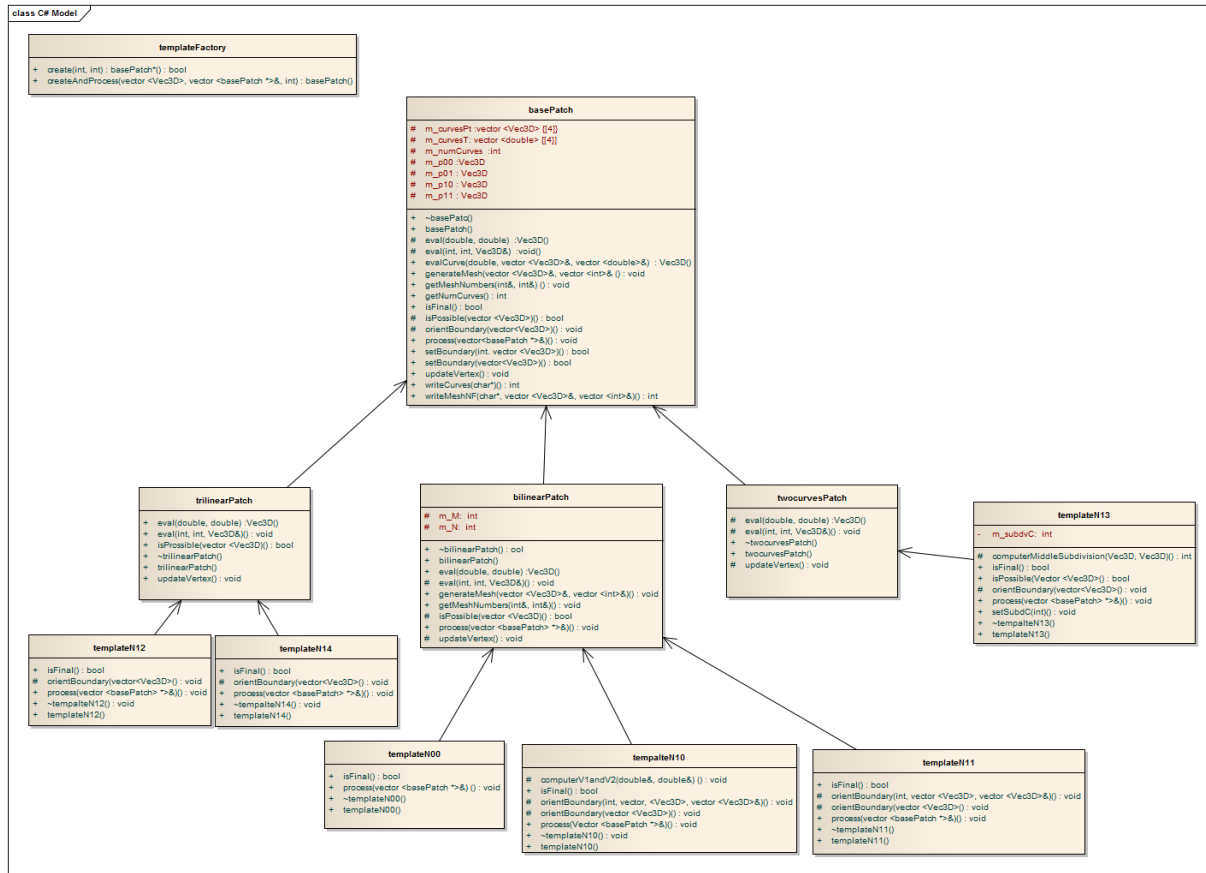 class C# Model
templateFactory
+ create(int, int) : basePatch*() : bool
+ createAndProcess(vector <Vec3D>, vector <basePatch *>&, int) : basePatch()
basePatch
# m_curvesPt :vector <Vec3D> {[4]}
# m_curvesT: vector <double> {[4]}
# m_numCurves :int
# m_p00 :Vec3D
# m_p01 : Vec3D
# m_p10 : Vec3D
# m_p11 : Vec3D
+ ~basePatc()
+ basePatch()
# eval(double, double) :Vec3D()
# eval(int, int, Vec3D&) :void()
+ evalCurve(double, vector <Vec3D>&, vector <double>&) : Vec3D()
+ generateMesh(vector <Vec3D>&, vector <int>& () : void
+ getMeshNumbers(int&, int&) () : void
+ getNumCurves() : int
+ isFinal() : bool
# isPossible(vector <Vec3D>)() : bool
# orientBoundary(vector<Vec3D>)() : void
+ process(vector<basePatch *>&)() : void
+ setBoundary(int. vector <Vec3D>)() : bool
+ setBoundary(vector<Vec3D>)() : bool
+ updateVertex() : void
+ writeCurves(char*)() : int
+ writeMeshNF(char*, vector <Vec3D>&, vector <int>&)() : int
trilinearPatch
+ eval(double, double) :Vec3D()
+ eval(int, int, Vec3D&)() : void
+ isProssible(vector <Vec3D)() : bool
+ ~trilinearPatch()
+ trilinearPatch()
+ updateVertex() : void
bilinearPatch
# m_M: int
# m_N: int
+ ~bilinearPatch() : ool
+ bilinearPatch()
+ eval(double, double) :Vec3D()
# eval(int, int, Vec3D&)() : void
+ generateMesh(vector <Vec3D>&, vector <int>&)() : void
+ getMeshNumbers(int&, int&)() : void
# isPossible(vector <Vec3D)() : bool
+ process(vector <basePatch> *>&)() : void
# updateVertex() : void
twocurvesPatch
# eval(double, double) :Vec3D()
# eval(int, int, Vec3D&)() : void
+ ~twocurvesPatch()
+ twocurvesPatch()
# updateVertex() : void
templateN13
- m_subdvC: int
# computerMiddleSubdivision(Vec3D, Vec3D)() : int
+ isFinal() : bool
+ isPossible(Vector <Vec3D>() : bool
# orientBoundary(vector<Vec3D>() : void
+ process(vector <basePatch> *>&)() : void
+ setSubdC(int)() : void
+ ~tempalteN13()
+ templateN13()
templateN12
+ isFinal() : bool
# orientBoundary(vector<Vec3D>() : void
+ process(vector <basePatch> *>&)() : void
+ ~tempalteN12() : void
+ templateN12()
templateN14
+ isFinal() : bool
# orientBoundary(vector<Vec3D>() : void
+ process(vector <basePatch> *>&)() : void
+ ~tempalteN14() : void
+ templateN14()
templateN00
+ isFinal() : bool
+ process(vector <basePatch *>&) () : void
+ ~templateN00()
+ templateN00()
tempalteN10
# computerV1andV2(double&, double&) () : void
+ isFinal() : bool
# orientBoundary(int, vector, <Vec3D>, vector <Vec3D>&)() : void
# orientBoundary(vector <Vec3D>)() : void
+ process(Vector <basePatch *>&)() : void
+ ~templateN10() : void
+ templateN10()
templateN11
+ isFinal() : bool
# orientBoundary(int, vector <Vec3D>, vector <Vec3D>&)() : void
# orientBoundary(vector <Vec3D>() : void
+ process(vector <basePatch *>&)() : void
+ ~templateN11()
+ templateN11()